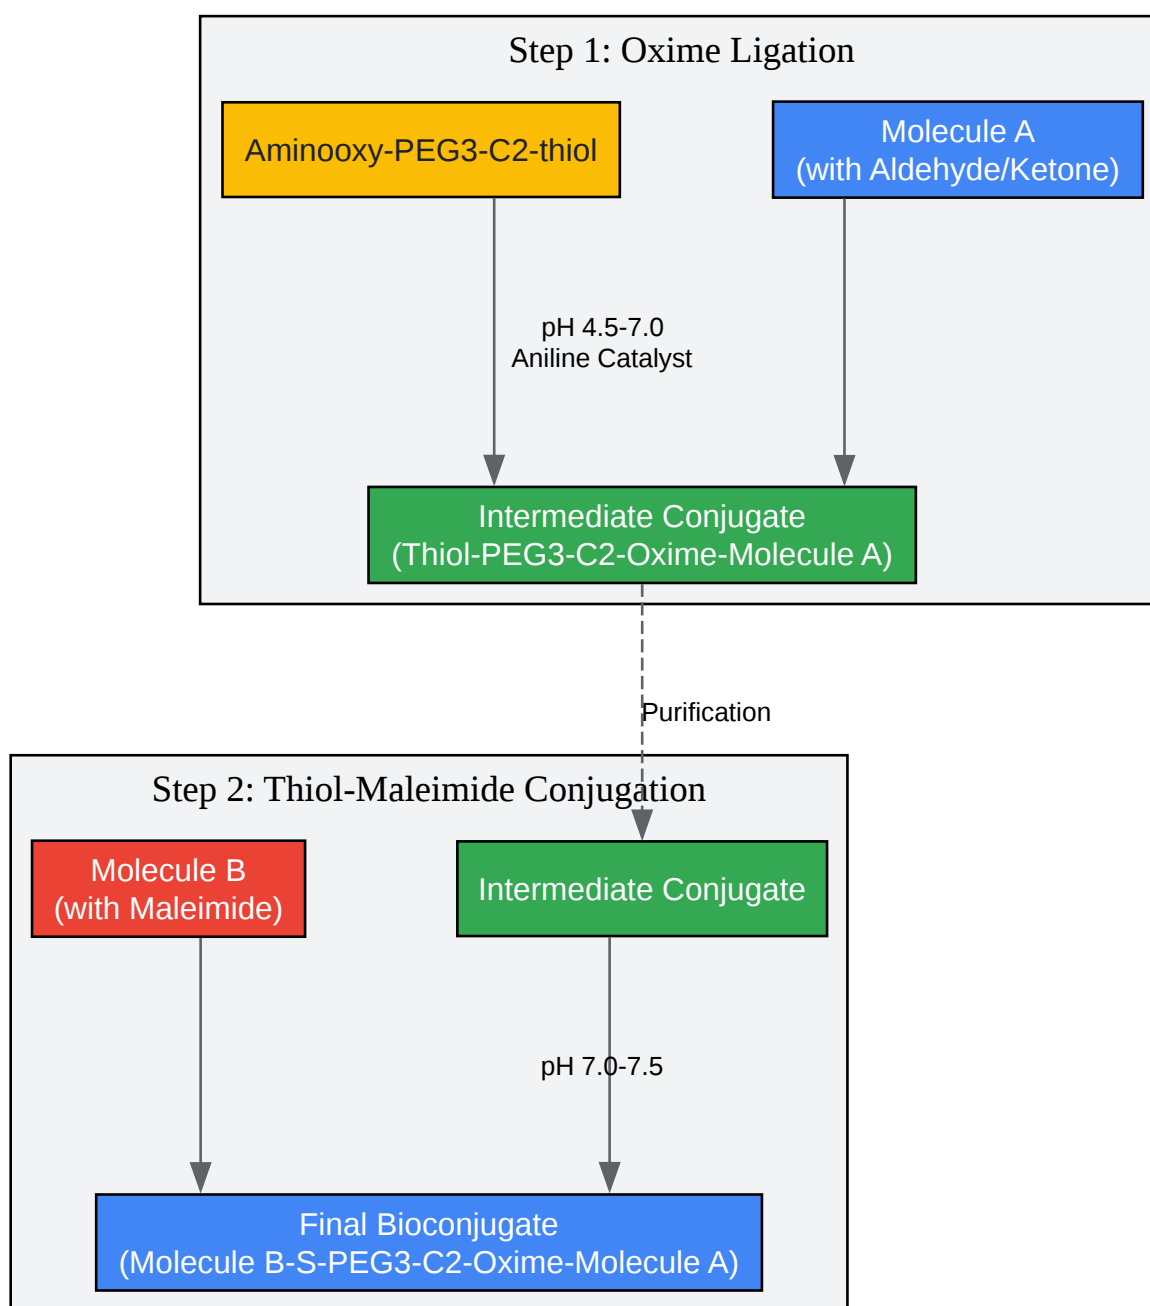 Step 1: Oxime Ligation
Aminooxy-PEG3-C2-thiol
Molecule A
(with Aldehyde/Ketone)
pH 4.5-7.0
Aniline Catalyst
Intermediate Conjugate
(Thiol-PEG3-C2-Oxime-Molecule A)
Purification
Step 2: Thiol-Maleimide Conjugation
Molecule B
(with Maleimide)
Intermediate Conjugate
pH 7.0-7.5
Final Bioconjugate
(Molecule B-S-PEG3-C2-Oxime-Molecule A)